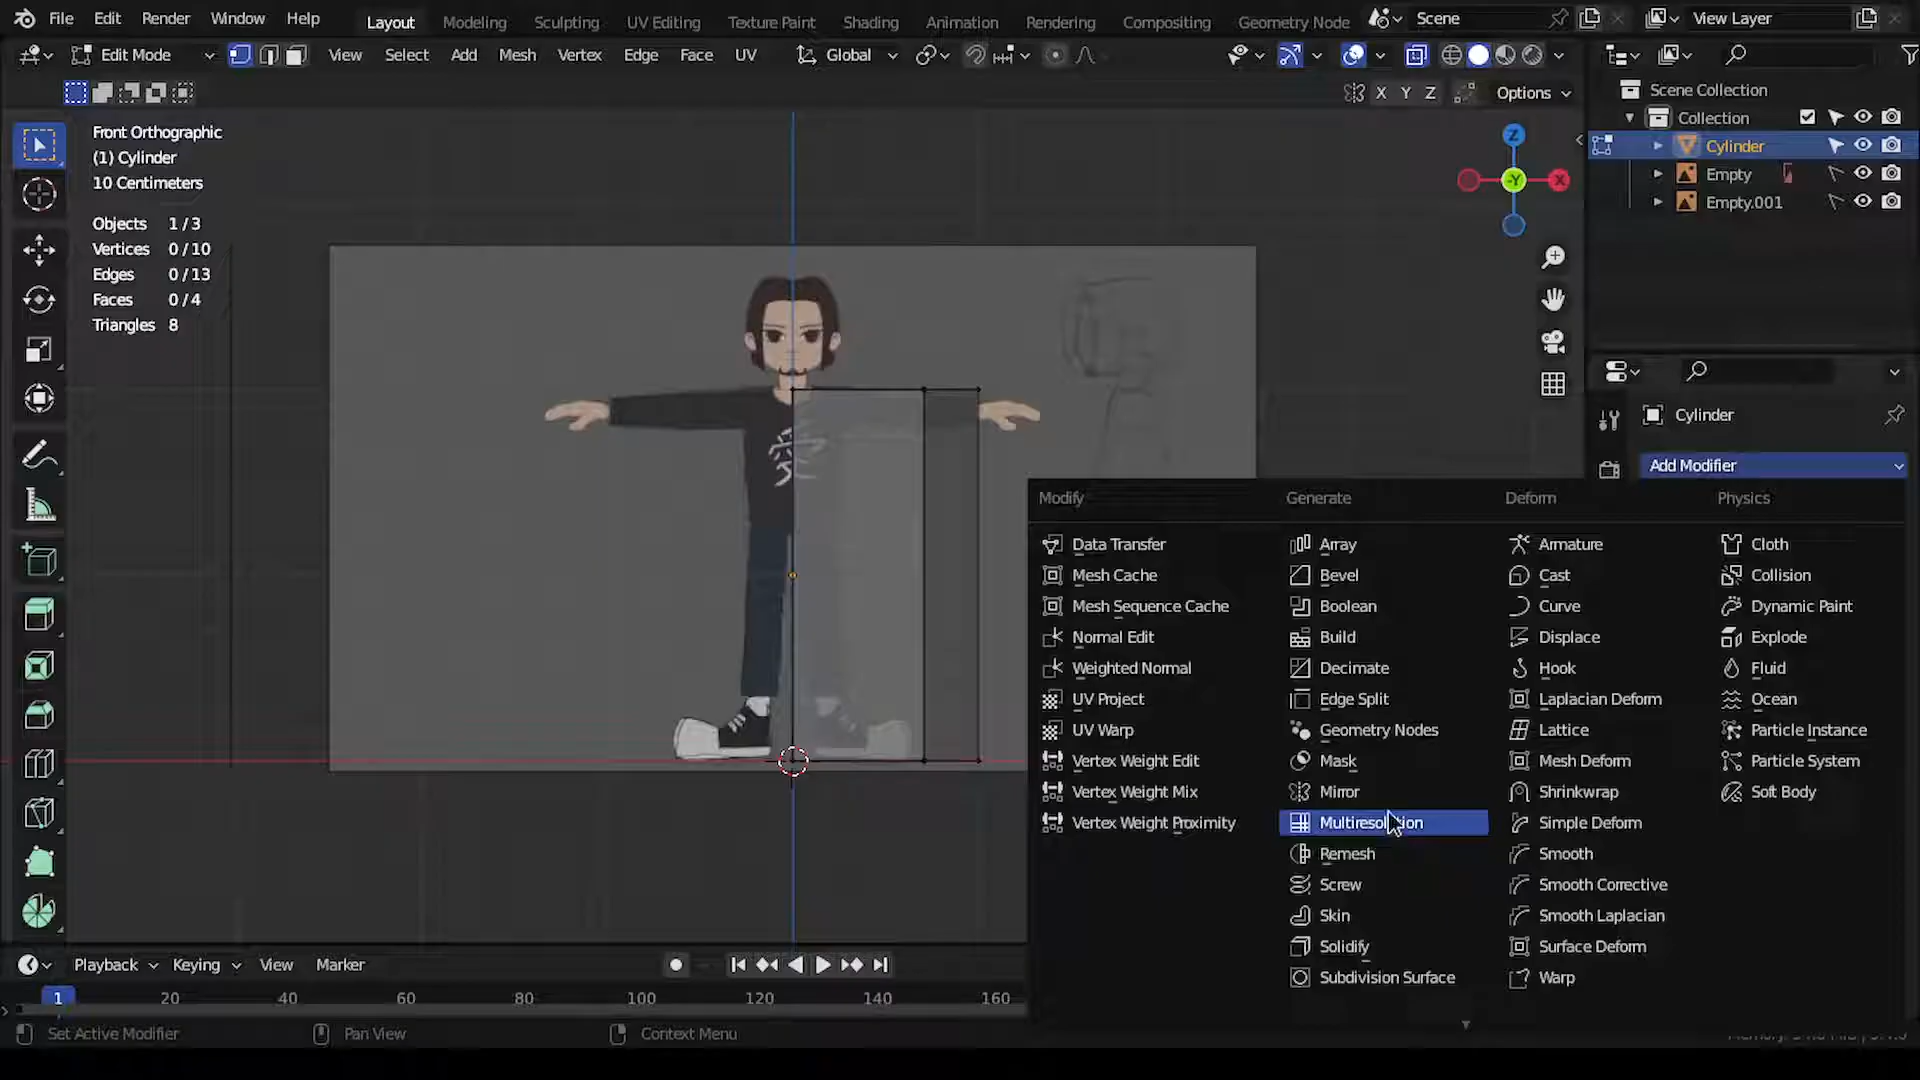 File Edit Render Window Help Layout Modeling Sculpting UV Editing Texture Paint Shading Animation Rendering Compositing Geometry Node Scene View Layer
Edit Mode View Select Add Mesh Vertex Edge Face UV Global
X Y Z Options
Scene Collection
Collection
Cylinder
Empty
Empty.001
Front Orthographic
(1) Cylinder
10 Centimeters
Objects 1 / 3
Vertices 0 / 10
Edges 0 / 13
Faces 0 / 4
Triangles 8
Z
-Y X
Cylinder
Add Modifier
Modify Generate Deform Physics
Data Transfer Array Armature Cloth
Mesh Cache Bevel Cast Collision
Mesh Sequence Cache Boolean Curve Dynamic Paint
Normal Edit Build Displace Explode
Weighted Normal Decimate Hook Fluid
UV Project Edge Split Laplacian Deform Ocean
UV Warp Geometry Nodes Lattice Particle Instance
Vertex Weight Edit Mask Mesh Deform Particle System
Vertex Weight Mix Mirror Shrinkwrap Soft Body
Vertex Weight Proximity Multiresolution Simple Deform
Remesh Smooth
Screw Smooth Corrective
Skin Smooth Laplacian
Solidify Surface Deform
Subdivision Surface Warp
Playback Keying View Marker
1 20 40 60 80 100 120 140 160
Set Active Modifier Pan View Context Menu